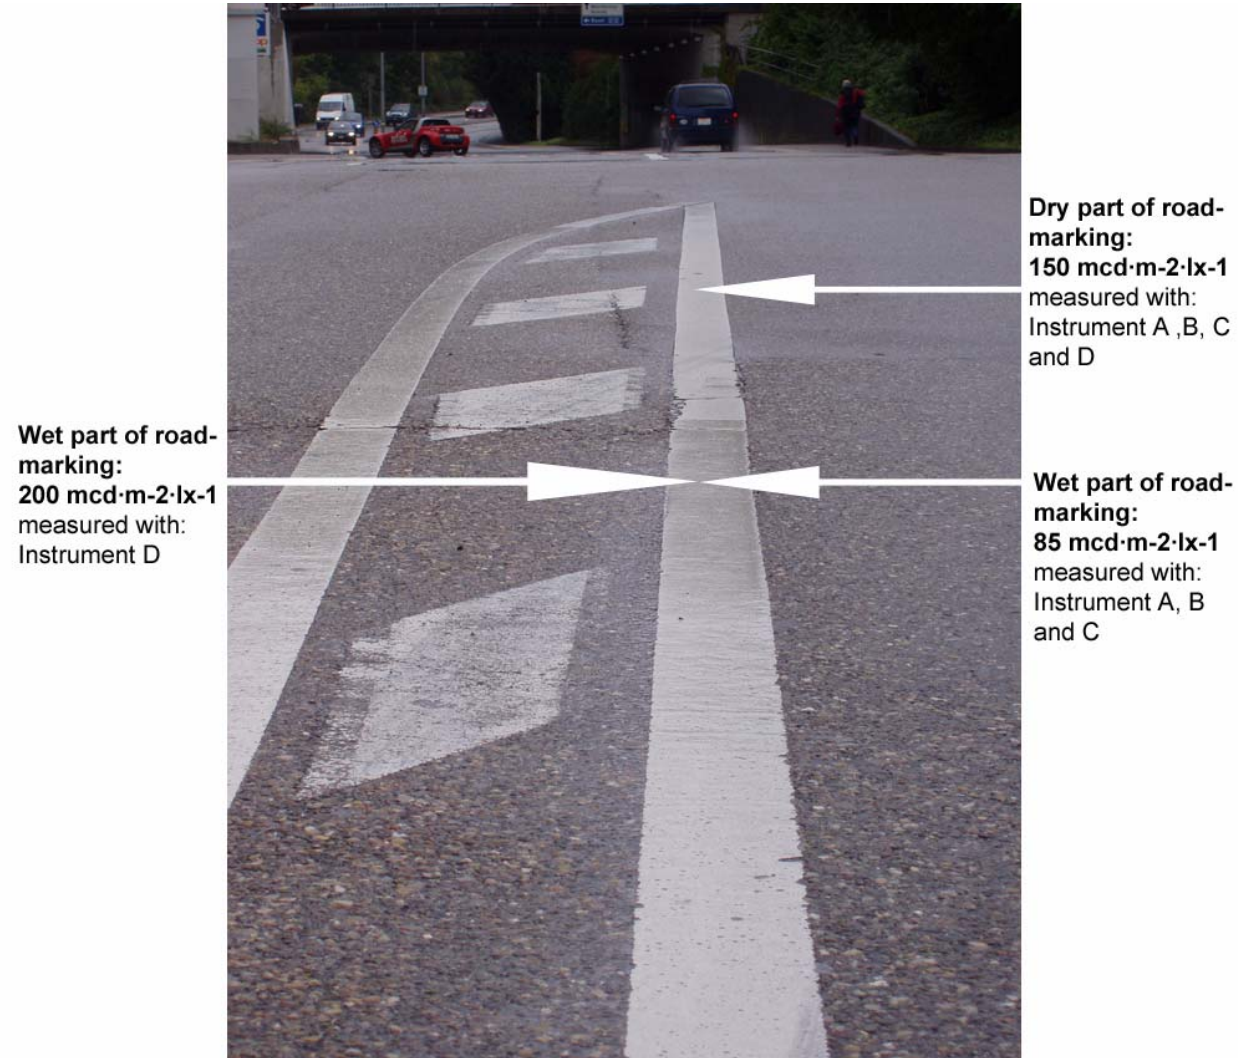 Dry part of road-
marking:
150 mcd·m-2·lx-1
measured with:
Instrument A ,B, C
and D
Wet part of road-
marking:
200 mcd·m-2·lx-1
measured with:
Instrument D
Wet part of road-
marking:
85 mcd·m-2·lx-1
measured with:
Instrument A, B
and C